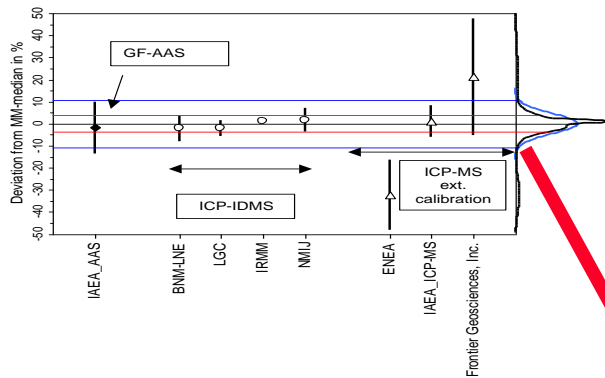 Deviation from MM-median in %
50
40
30
20
10
0
-10
-20
-30
-40
-50
GF-AAS
ICP-IDMS
ICP-MS
ext.
calibration
IAEA_AAS
BNM-LNE
LGC
IRMM
NMIJ
ENEA
IAEA_ICP-MS
Frontier Geosciences, Inc.